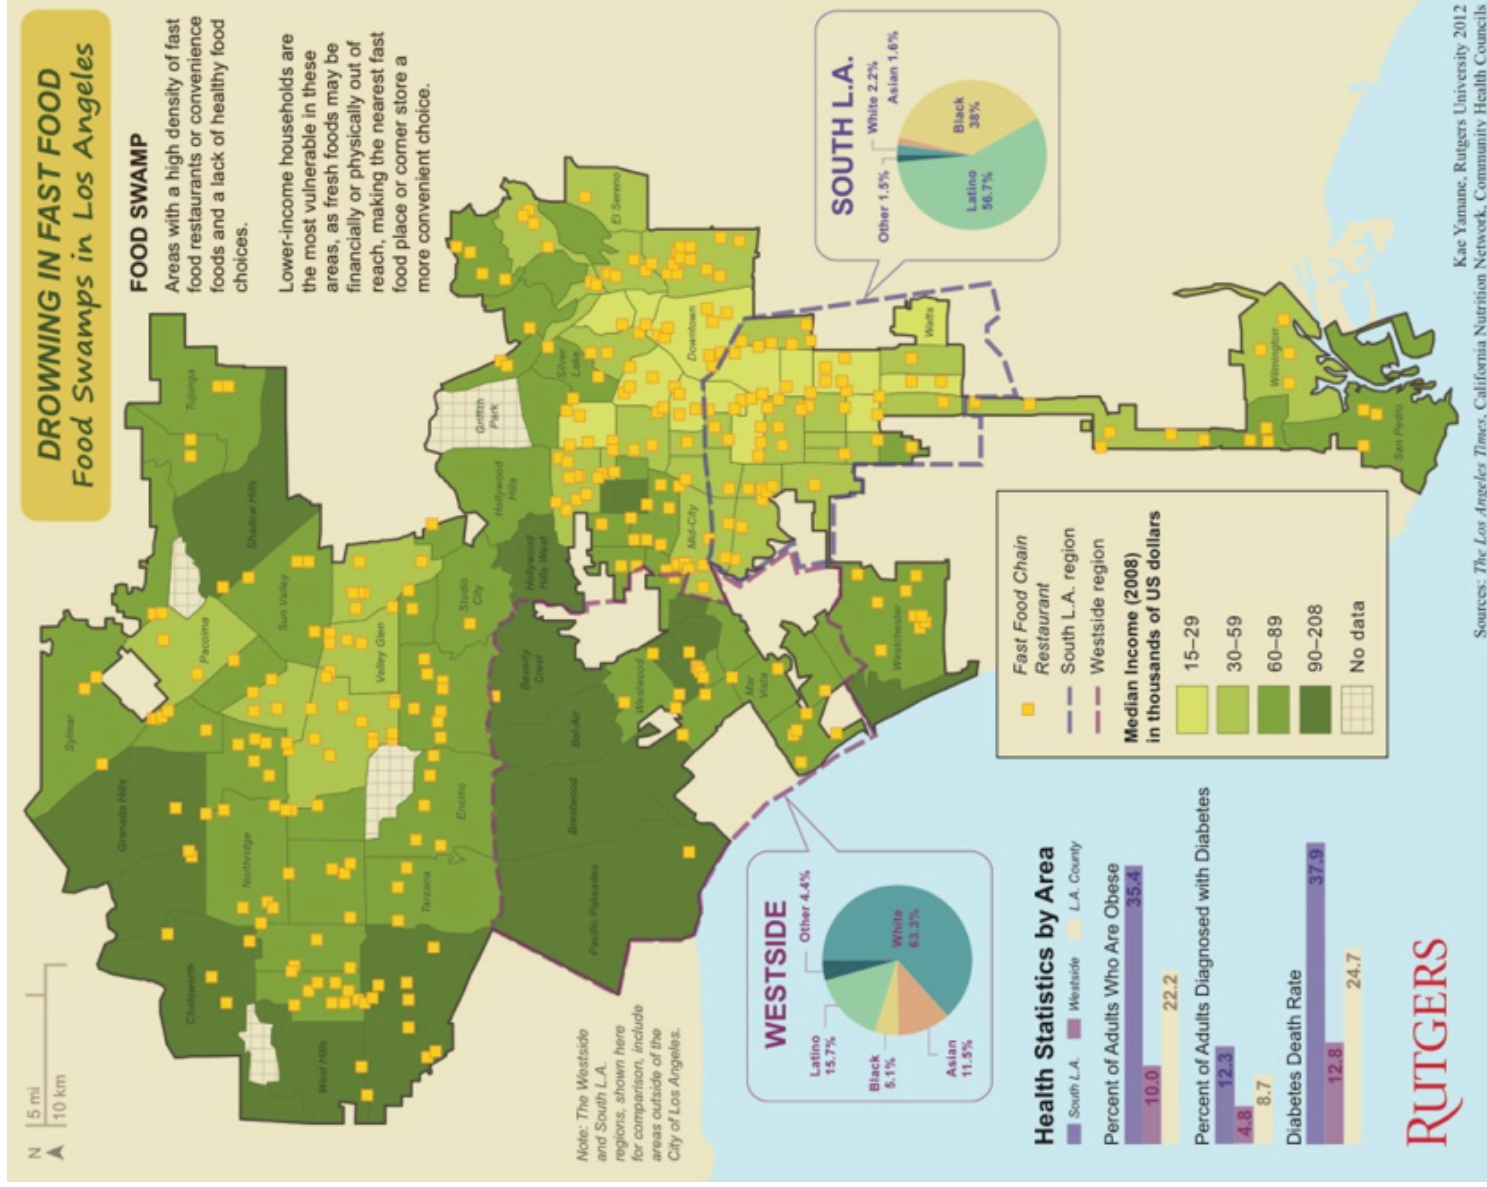 DROWNING IN FAST FOOD
Food Swamps in Los Angeles
FOOD SWAMP
Areas with a high density of fast
food restaurants or convenience
foods and a lack of healthy food
choices.
Lower-income households are
the most vulnerable in these
areas, as fresh foods may be
financially or physically out of
reach, making the nearest fast
food place or corner store a
more convenient choice.
N
5 mi
10 km
Sylmar
Tujunga
Granada Hills
Pacoima
Shadow Hills
Sun Valley
Chatsworth
Northridge
Valley Glen
West Hills
Tarzana
Encino
Studio
City
Griffith
Park
Hollywood
Hills
Hollywood
Hills West
Silver
Lake
El Sereno
Beverly
Crest
Bel-Air
Brentwood
Pacific Palisades
Westwood
Mid-City
Downtown
Mar
Vista
Westchester
Watts
Wilmington
San Pedro
SOUTH L.A.
White 2.2%
Asian 1.6%
Other 1.5%
Black
38%
Latino
56.7%
Note: The Westside
and South L.A.
regions, shown here
for comparison, include
areas outside of the
City of Los Angeles.
WESTSIDE
Other 4.4%
Latino
15.7%
White
63.3%
Black
5.1%
Asian
11.5%
Fast Food Chain
Restaurant
South L.A. region
Westside region
Median Income (2008)
in thousands of US dollars
15–29
30–59
60–89
90–208
No data
Health Statistics by Area
South L.A. Westside L.A. County
Percent of Adults Who Are Obese
35.4
10.0
22.2
Percent of Adults Diagnosed with Diabetes
12.3
4.8
8.7
Diabetes Death Rate
37.9
12.8
24.7
RUTGERS
Kae Yamane, Rutgers University 2012
Sources: The Los Angeles Times, California Nutrition Network, Community Health Councils